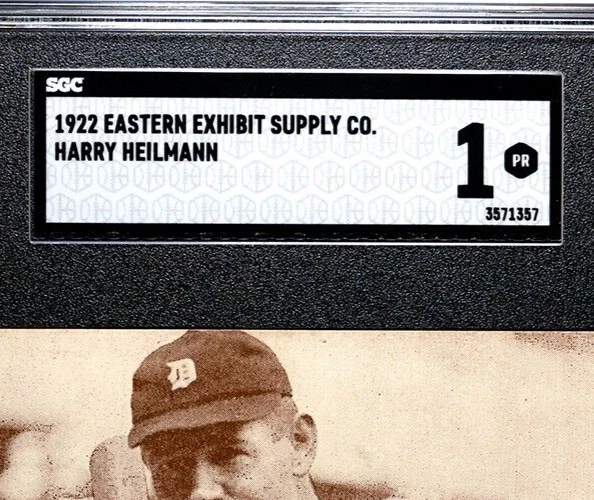 SGC
1922 EASTERN EXHIBIT SUPPLY CO.
HARRY HEILMANN
1 PR
3571357
D